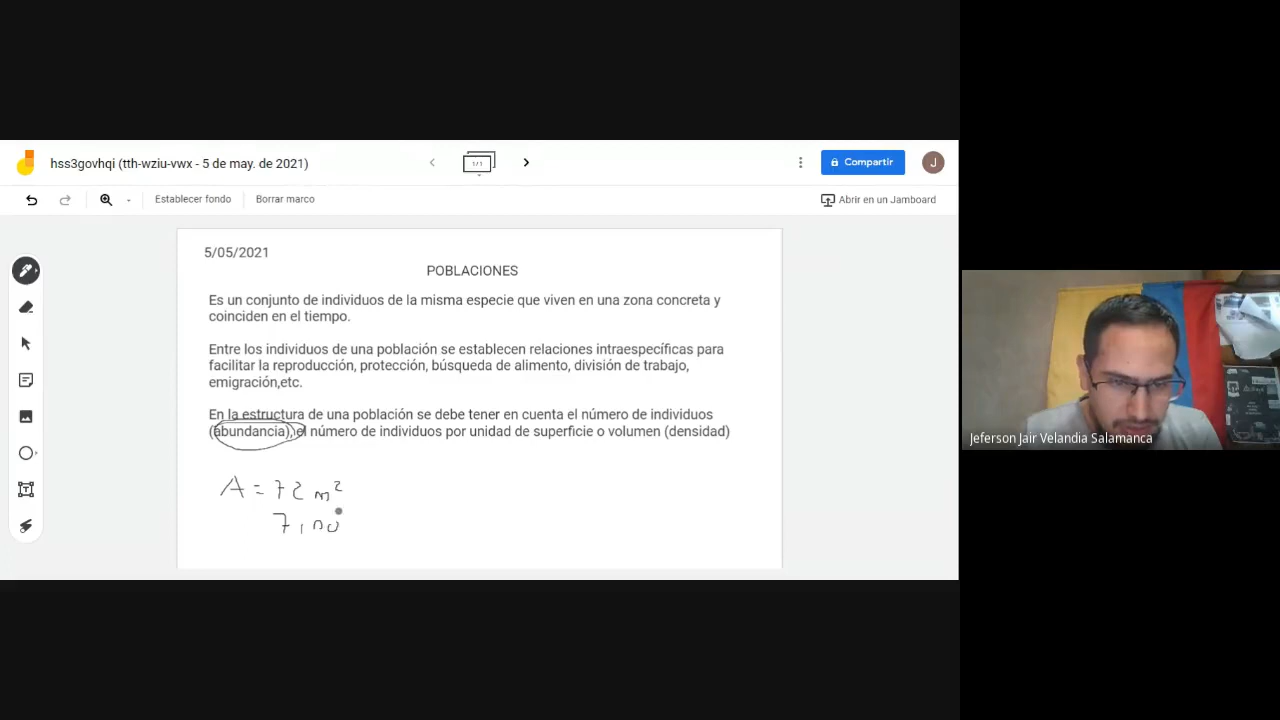 hss3govhqi (tth-wziu-vwx - 5 de may. de 2021)
1/1
Compartir
J
Establecer fondo
Borrar marco
Abrir en un Jamboard
5/05/2021
POBLACIONES
Es un conjunto de individuos de la misma especie que viven en una zona concreta y
coinciden en el tiempo.
Entre los individuos de una población se establecen relaciones intraespecíficas para
facilitar la reproducción, protección, búsqueda de alimento, división de trabajo,
emigración,etc.
En la estructura de una población se debe tener en cuenta el número de individuos
(abundancia), el número de individuos por unidad de superficie o volumen (densidad)
A = 72 m²
7
Jeferson Jair Velandia Salamanca